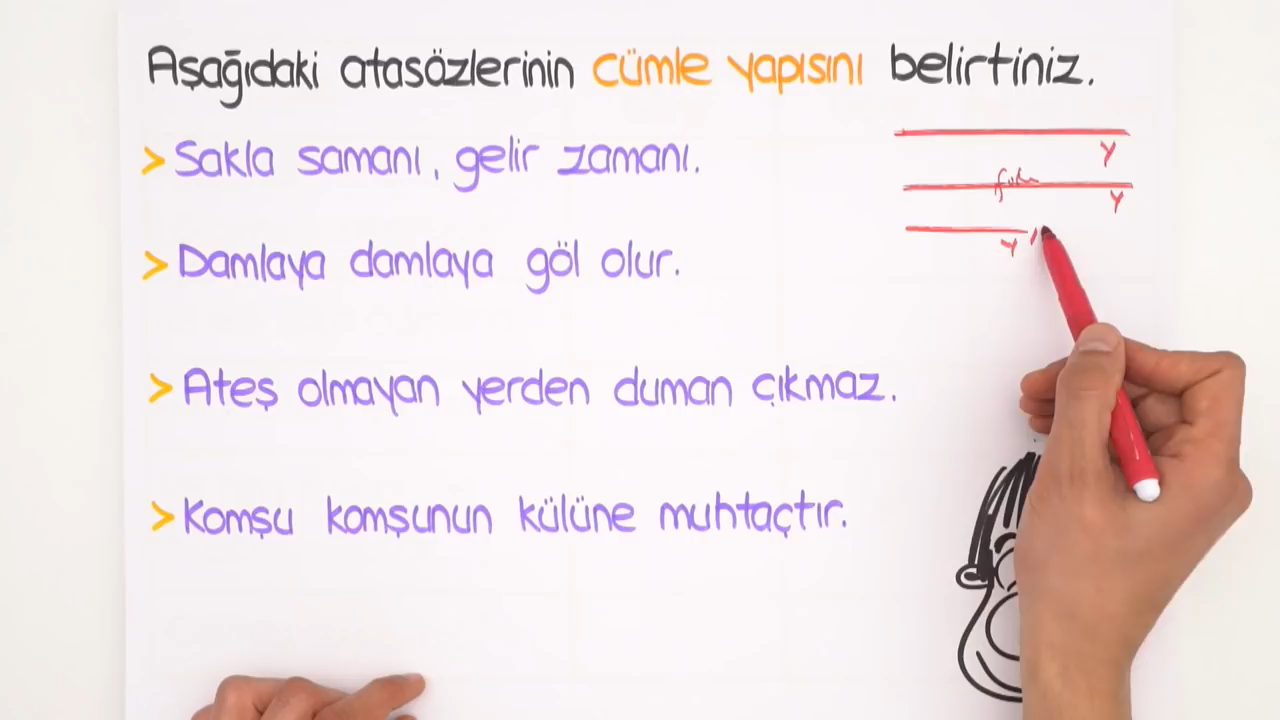 Aşağıdaki atasözlerinin cümle yapısını belirtiniz.
> Sakla samanı, gelir zamanı.
> Damlaya damlaya göl olur.
> Ateş olmayan yerden duman çıkmaz.
> Komşu komşunun külüne muhtaçtır.
Y
Y
Y